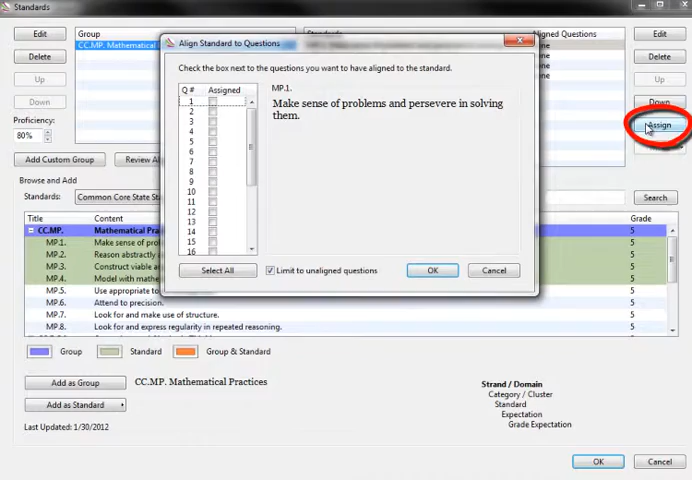 Standards
Edit
Group
Standards
Aligned Questions
Edit
Delete
CC.MP. Mathematical
Delete
Up
Up
Down
Down
Proficiency:
80%
Assign
Add Custom Group
Review
Align Standard to Questions
Check the box next to the questions you want to have aligned to the standard.
Q # Assigned
MP.1.
Make sense of problems and persevere in solving
them.
1
2
3
4
5
6
7
8
9
10
11
12
13
14
15
16
Select All
Limit to unaligned questions
OK
Cancel
Browse and Add
Standards:
Common Core State
Search
Title Content Grade
CC.MP. Mathematical 5
MP.1. Make sense of 5
MP.2. Reason abstractly 5
MP.3. Construct viable 5
MP.4. Model with 5
MP.5. Use appropriate 5
MP.6. Attend to precision. 5
MP.7. Look for and make use of structure. 5
MP.8. Look for and express regularity in repeated reasoning. 5
Group
Standard
Group & Standard
Add as Group
CC.MP. Mathematical Practices
Add as Standard
Last Updated: 1/30/2012
Strand / Domain
Category / Cluster
Standard
Expectation
Grade Expectation
OK
Cancel